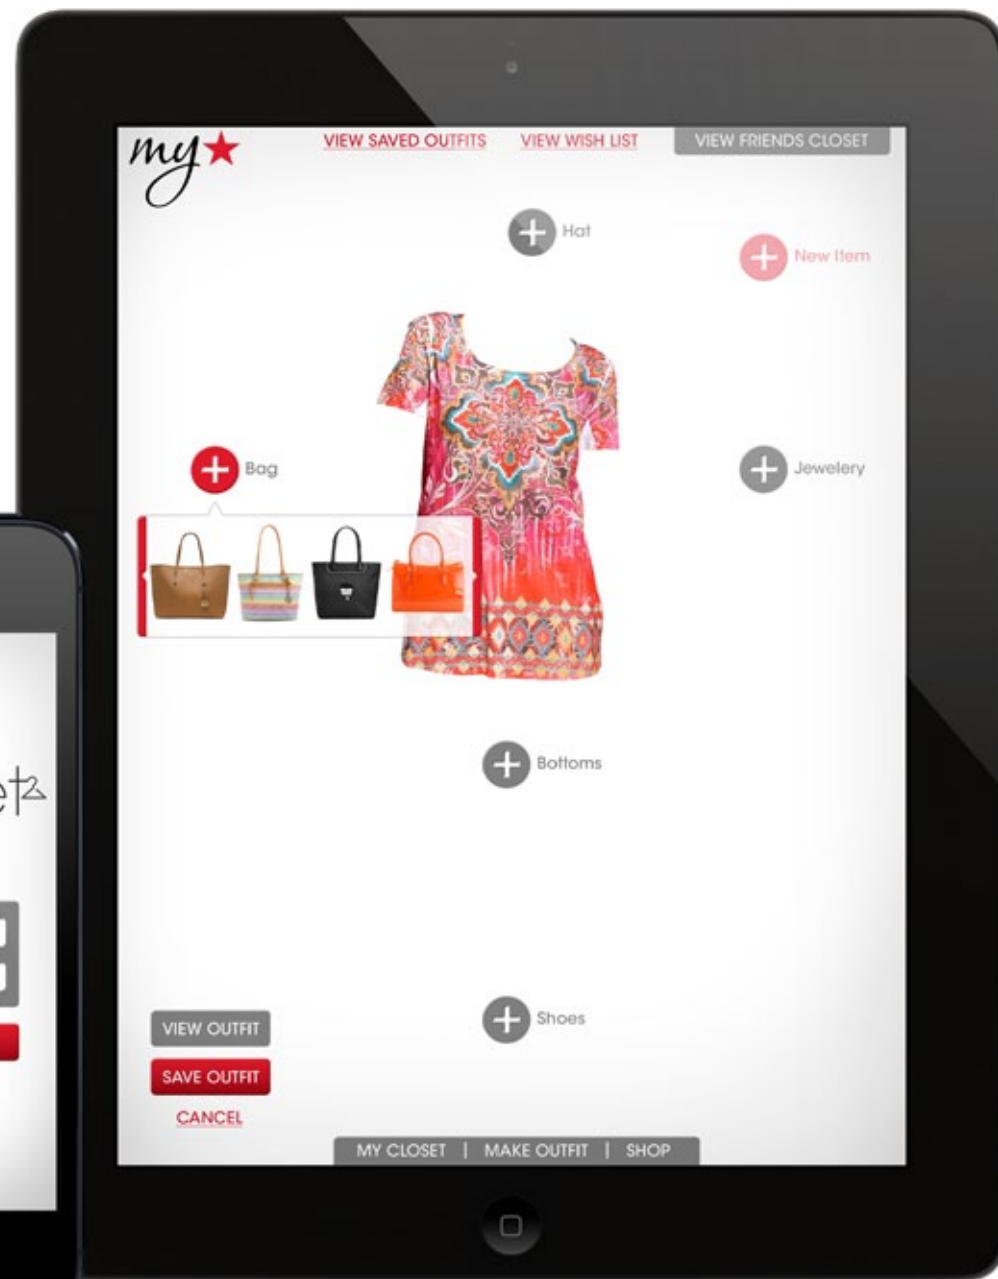 my
VIEW SAVED OUTFITS
VIEW WISH LIST
VIEW FRIENDS CLOSET
Hat
New Item
Bag
Jewelery
Bottoms
Shoes
VIEW OUTFIT
SAVE OUTFIT
CANCEL
MY CLOSET | MAKE OUTFIT | SHOP